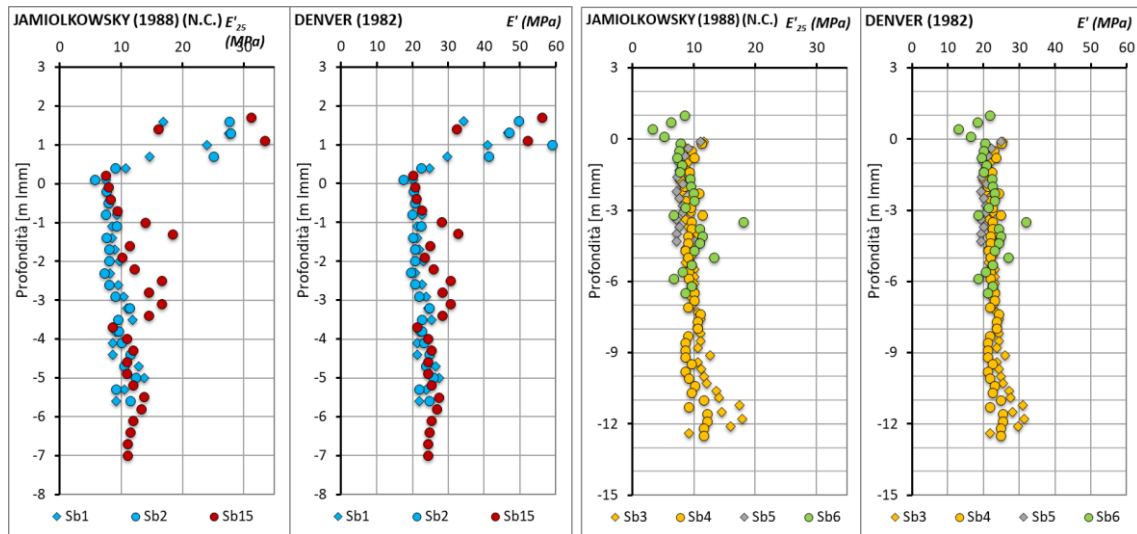 JAMIOLKOWSKY (1988) (N.C.) E'25 (MPa)
0 10 20 30
Profondità [m lmm]
3
2
1
0
-1
-2
-3
-4
-5
-6
-7
-8
Sb1 Sb2 Sb15
DENVER (1982) E' (MPa)
0 10 20 30 40 50 60
3
2
1
0
-1
-2
-3
-4
-5
-6
-7
-8
Sb1 Sb2 Sb15
JAMIOLKOWSKY (1988) (N.C.) E'25 (MPa)
0 10 20 30
Profondità [m lmm]
3
0
-3
-6
-9
-12
-15
Sb3 Sb4 Sb5 Sb6
DENVER (1982) E' (MPa)
0 10 20 30 40 50 60
3
0
-3
-6
-9
-12
-15
Sb3 Sb4 Sb5 Sb6